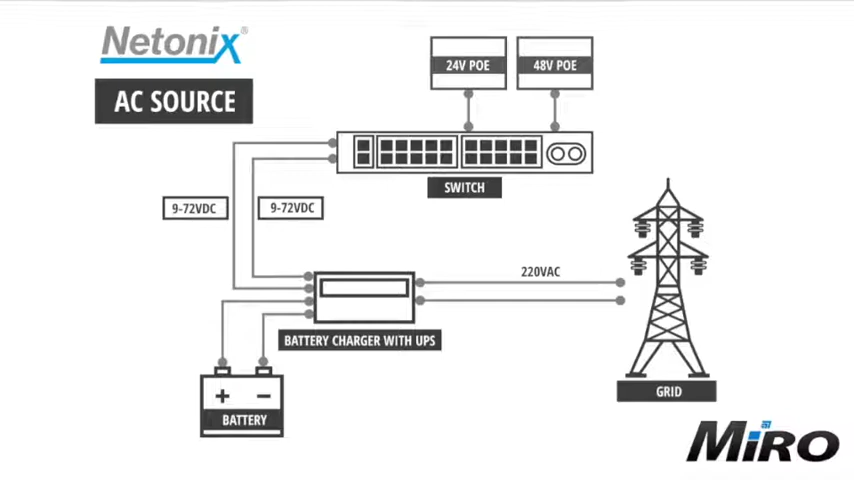 Netonix®
AC SOURCE
24V POE
48V POE
SWITCH
9-72VDC
9-72VDC
220VAC
BATTERY CHARGER WITH UPS
+ −
BATTERY
GRID
MiRO